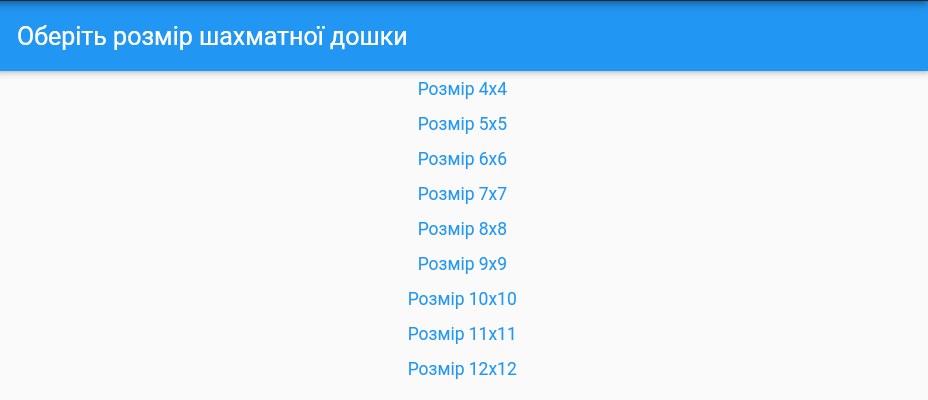 Оберіть розмір шахматної дошки
Розмір 4x4
Розмір 5x5
Розмір 6x6
Розмір 7x7
Розмір 8x8
Розмір 9x9
Розмір 10x10
Розмір 11x11
Розмір 12x12